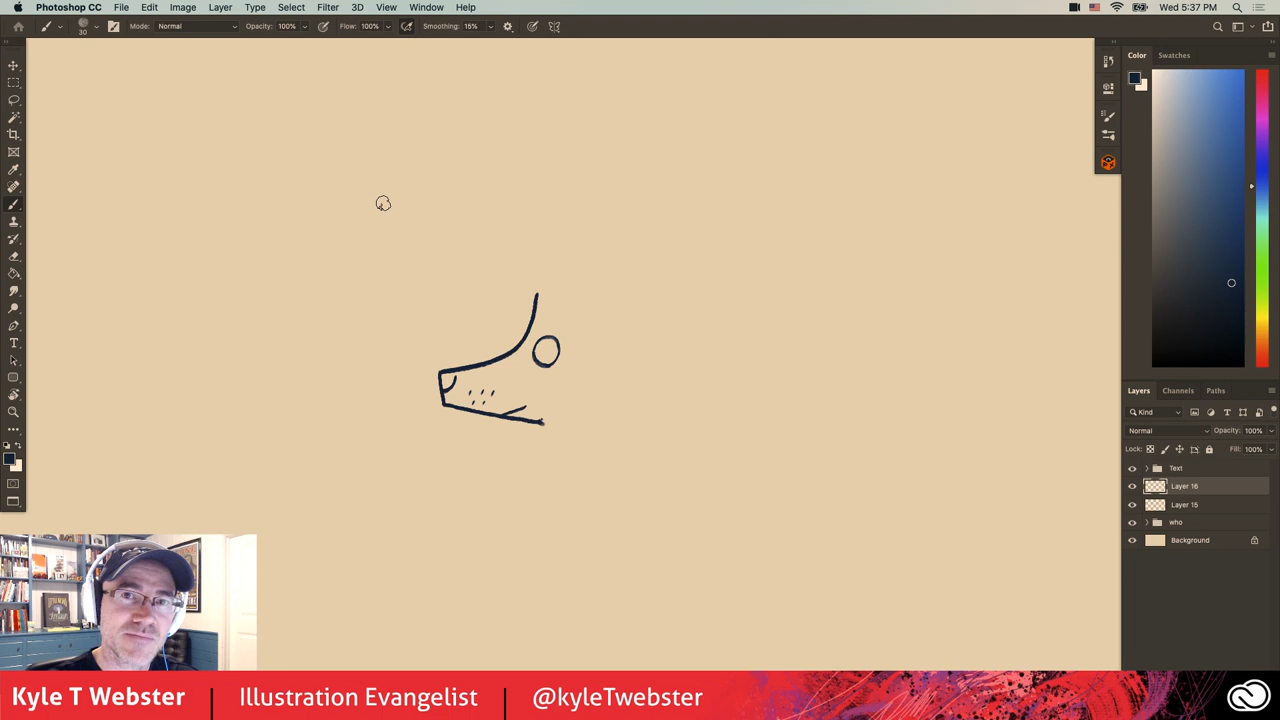 Photoshop CC File Edit Image Layer Type Select Filter 3D View Window Help Wed 5:37 PM
30 Mode: Normal Opacity: 100% Flow: 100% Smoothing: 15%
Color Swatches
Layers Channels Paths
Kind
Normal Opacity: 100%
Lock: Fill: 100%
Text
Layer 16
Layer 15
who
Background
Kyle T Webster | Illustration Evangelist | @kyleTwebster